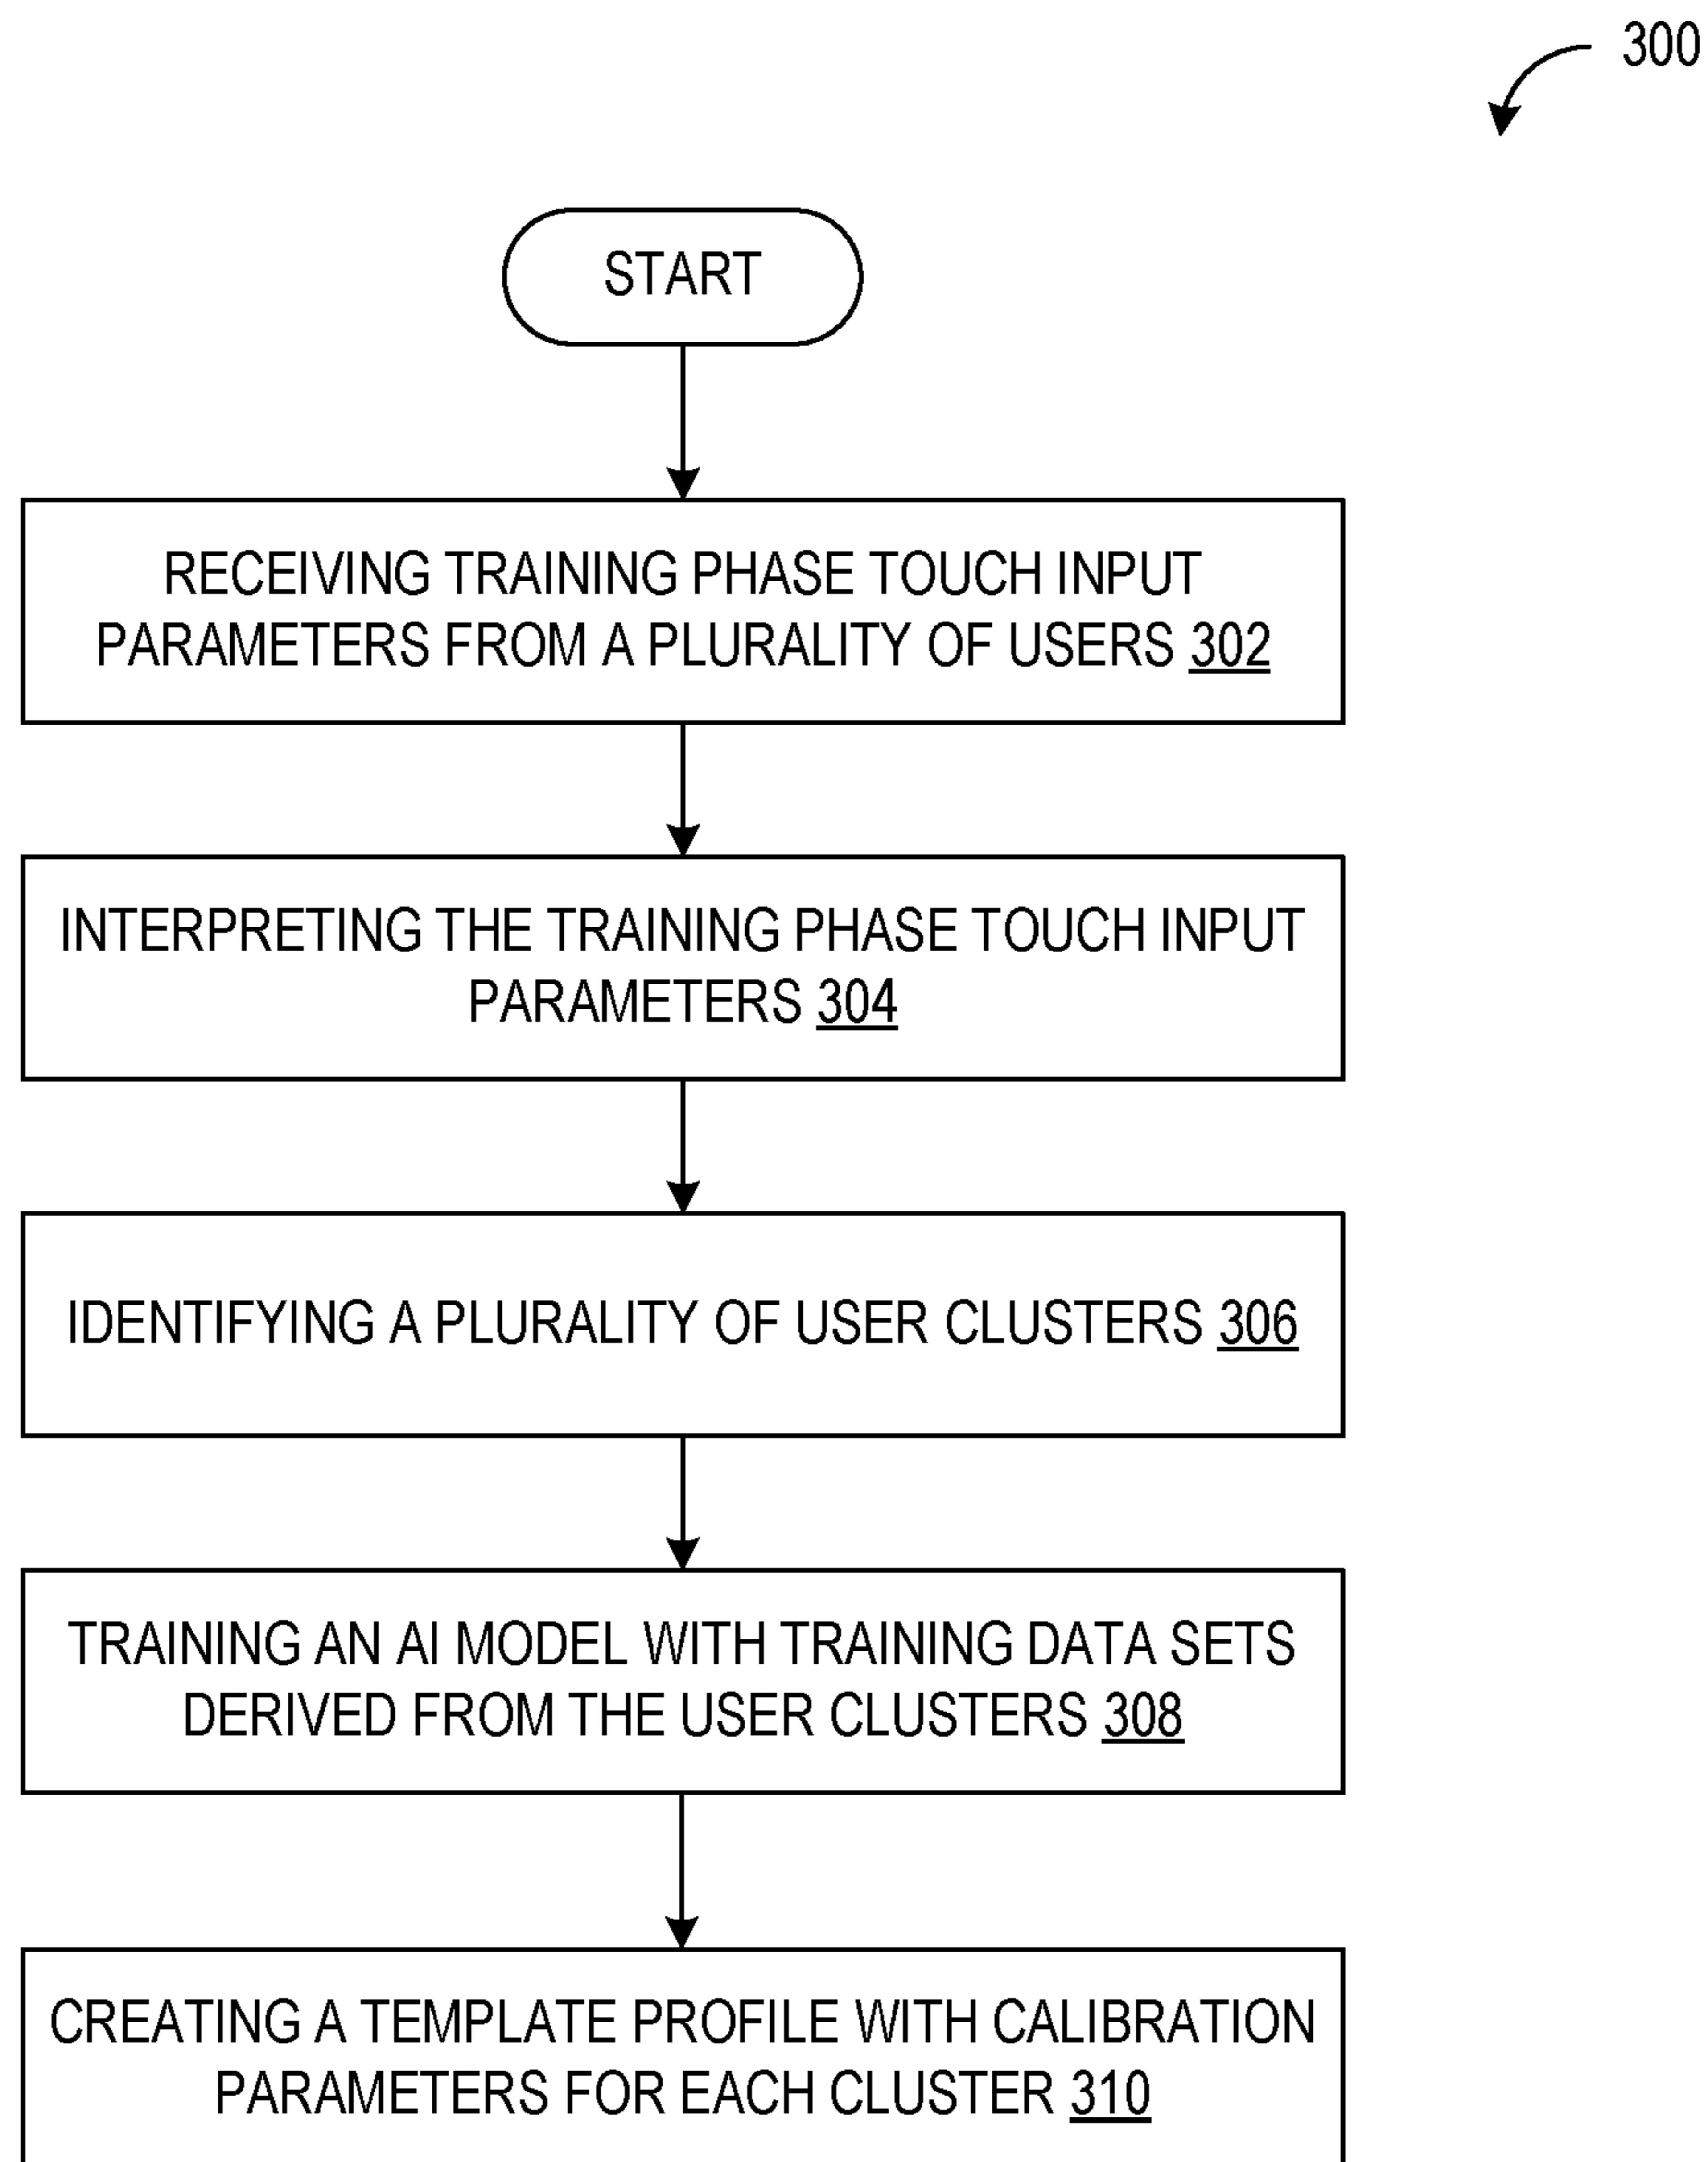 300
START
RECEIVING TRAINING PHASE TOUCH INPUT
PARAMETERS FROM A PLURALITY OF USERS 302
INTERPRETING THE TRAINING PHASE TOUCH INPUT
PARAMETERS 304
IDENTIFYING A PLURALITY OF USER CLUSTERS 306
TRAINING AN AI MODEL WITH TRAINING DATA SETS
DERIVED FROM THE USER CLUSTERS 308
CREATING A TEMPLATE PROFILE WITH CALIBRATION
PARAMETERS FOR EACH CLUSTER 310